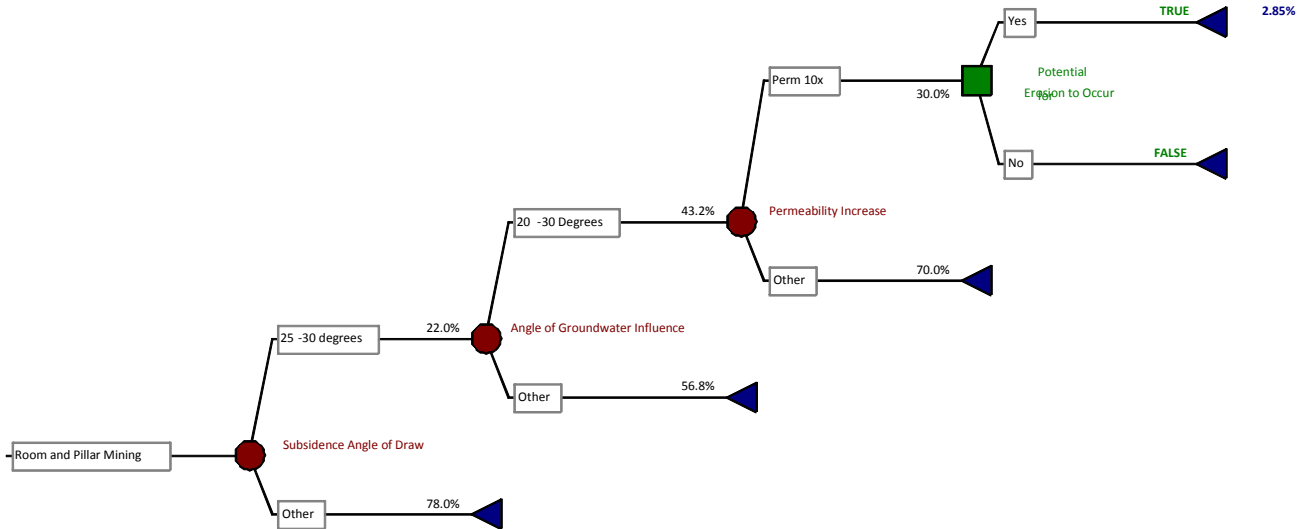 Yes
TRUE
2.85%
Perm 10x
30.0%
Potential
for
Erosion to Occur
No
FALSE
20 -30 Degrees
43.2%
Permeability Increase
Other
70.0%
25 -30 degrees
22.0%
Angle of Groundwater Influence
Other
56.8%
Room and Pillar Mining
Subsidence Angle of Draw
Other
78.0%